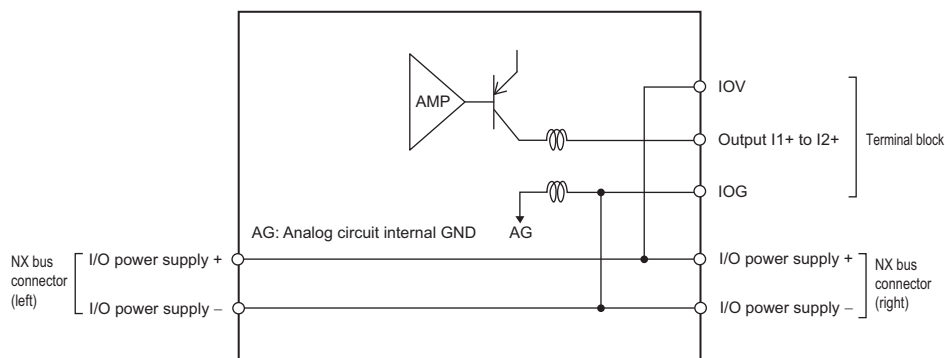 AMP
IOV
Output I1+ to I2+
Terminal block
IOG
AG: Analog circuit internal GND
AG
NX bus
connector
(left)
I/O power supply +
I/O power supply −
I/O power supply +
I/O power supply −
NX bus
connector
(right)